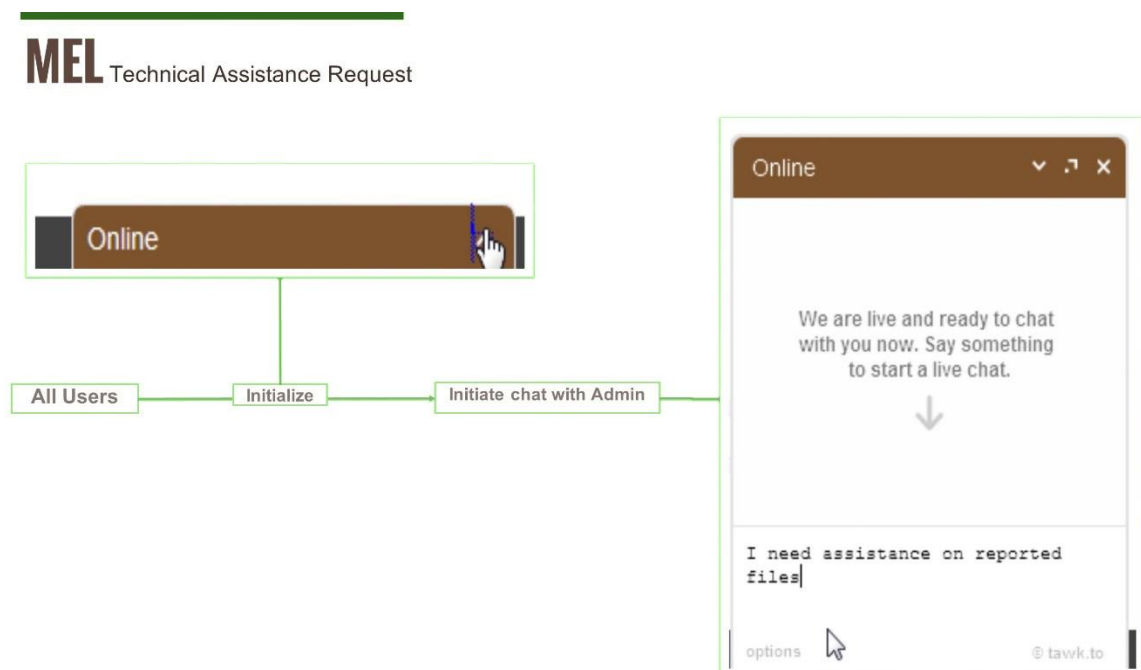 MEL Technical Assistance Request
Online
All Users
Initialize
Initiate chat with Admin
Online
We are live and ready to chat
with you now. Say something
to start a live chat.
I need assistance on reported
files
options
© tawk.to